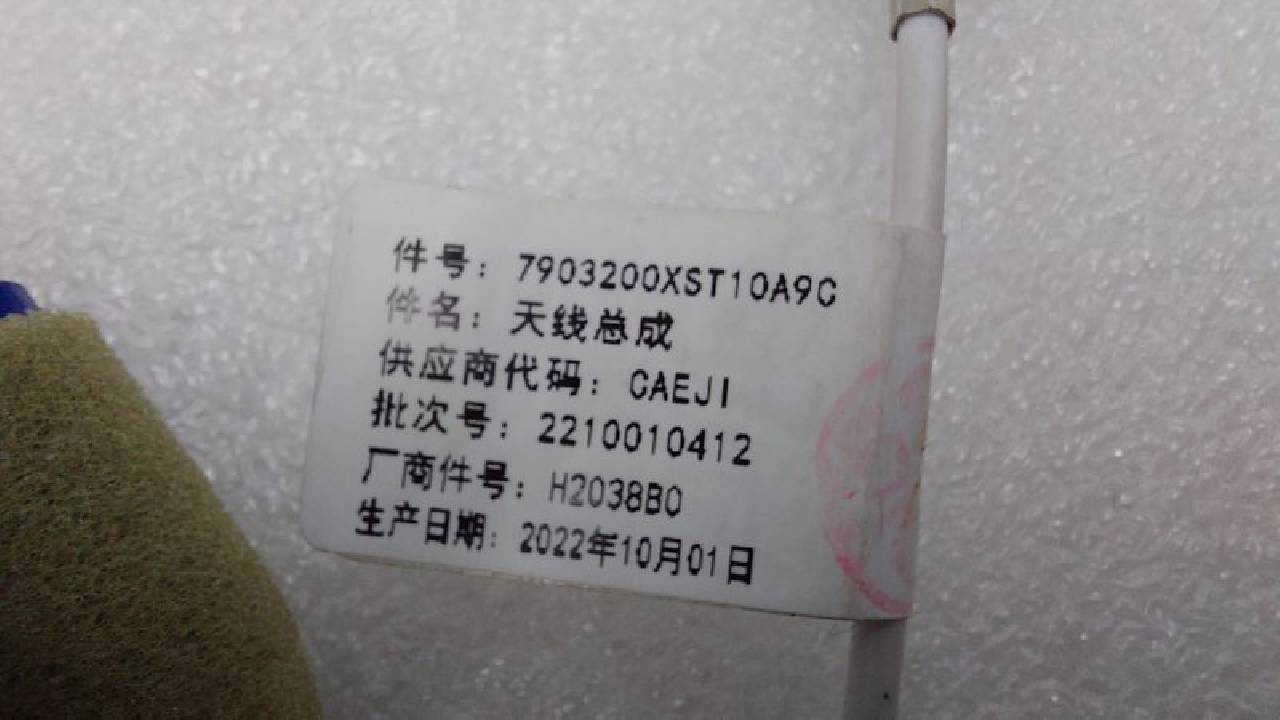 件号：7903200XST10A9C
件名：天线总成
供应商代码：CAEJI
批次号：2210010412
厂商件号：H2038B0
生产日期：2022年10月01日